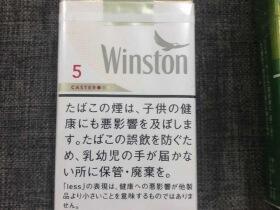 Winston
5
CASTER
たばこの煙は、子供の健
康にも悪影響を及ぼしま
す。たばこの誤飲を防ぐた
め、乳幼児の手が届かな
い所に保管・廃棄を。
「less」の表現は、健康への悪影響が他製
品より小さいことを意味するものではありま
せん。